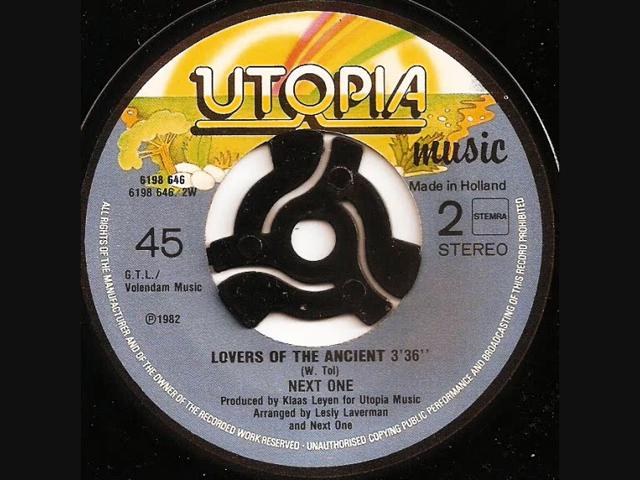 UTOPIA
music
6198 646
6198 646.2W
Made in Holland
45
2
STEMRA
STEREO
G.T.L./
Volendam Music
℗1982
LOVERS OF THE ANCIENT 3'36''
(W. Tol)
NEXT ONE
Produced by Klaas Leyen for Utopia Music
Arranged by Lesly Laverman
and Next One
ALL RIGHTS OF THE MANUFACTURER AND OF THE OWNER OF THE RECORDED WORK RESERVED - UNAUTHORISED COPYING PUBLIC PERFORMANCE AND BROADCASTING OF THIS RECORD PROHIBITED